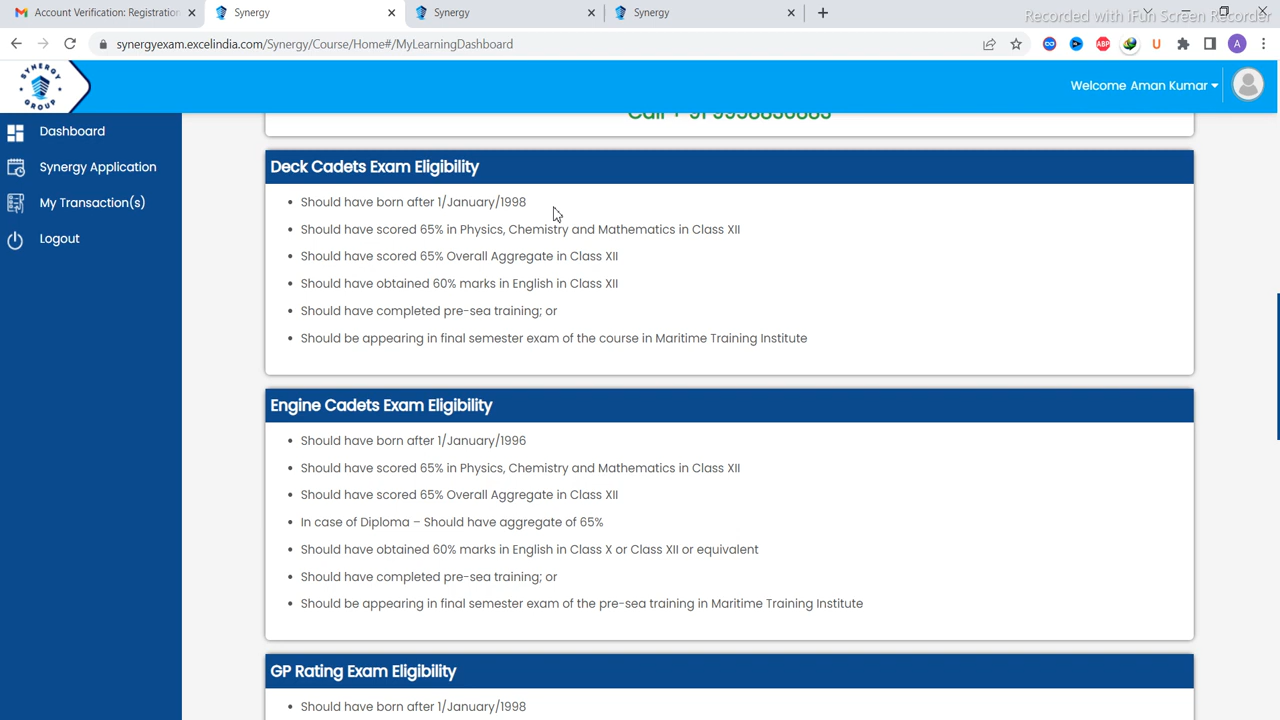 Account Verification: Registration
Synergy
Synergy
Synergy
Recorded with iFun Screen Recorder
synergyexam.excelindia.com/Synergy/Course/Home#/MyLearningDashboard
ABP
U
A
SYNERGY
GROUP
Welcome Aman Kumar
Dashboard
Synergy Application
My Transaction(s)
Logout
Deck Cadets Exam Eligibility
• Should have born after 1/January/1998
• Should have scored 65% in Physics, Chemistry and Mathematics in Class XII
• Should have scored 65% Overall Aggregate in Class XII
• Should have obtained 60% marks in English in Class XII
• Should have completed pre-sea training; or
• Should be appearing in final semester exam of the course in Maritime Training Institute
Engine Cadets Exam Eligibility
• Should have born after 1/January/1996
• Should have scored 65% in Physics, Chemistry and Mathematics in Class XII
• Should have scored 65% Overall Aggregate in Class XII
• In case of Diploma – Should have aggregate of 65%
• Should have obtained 60% marks in English in Class X or Class XII or equivalent
• Should have completed pre-sea training; or
• Should be appearing in final semester exam of the pre-sea training in Maritime Training Institute
GP Rating Exam Eligibility
• Should have born after 1/January/1998